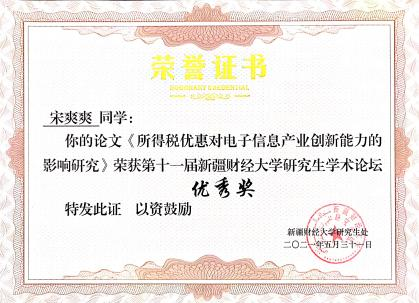 荣誉证书
HONORARY CREDENTIAL
宋爽爽 同学：
你的论文《所得税优惠对电子信息产业创新能力的
影响研究》荣获第十一届新疆财经大学研究生学术论坛
优秀奖
特发此证 以资鼓励
新疆财经大学研究生处
二〇二一年五月三十一日